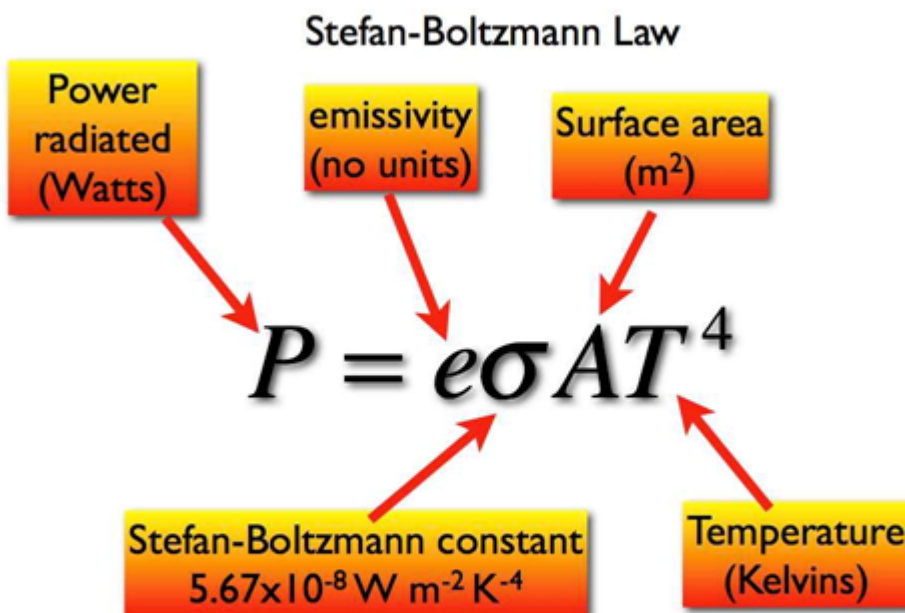 Stefan-Boltzmann Law
Power
radiated
(Watts)
emissivity
(no units)
Surface area
(m²)
P = eσAT⁴
Stefan-Boltzmann constant
5.67x10⁻⁸ W m⁻² K⁻⁴
Temperature
(Kelvins)